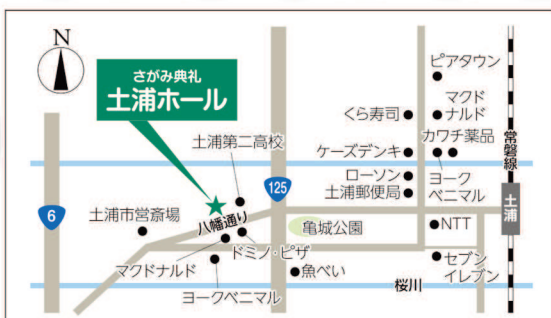 N
さがみ典礼
土浦ホール
ピアタウン
マクド
ナルド
くら寿司
カワチ薬品
ケーズデンキ
ヨーク
ベニマル
ローソン
土浦郵便局
常磐線
土浦
土浦第二高校
125
6
土浦市営斎場
八幡通り
亀城公園
NTT
ドミノ・ピザ
マクドナルド
ヨークベニマル
魚べい
セブン
イレブン
桜川